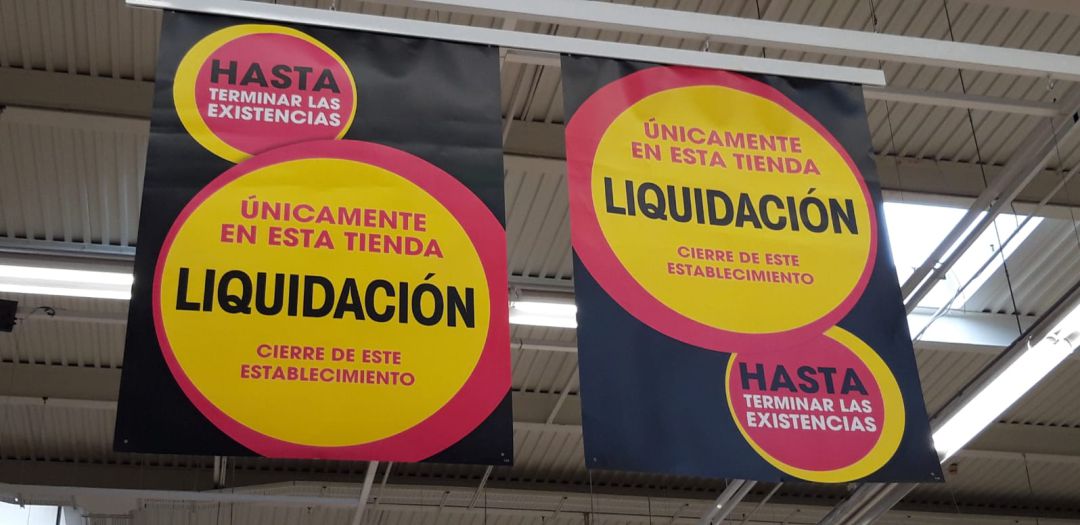 HASTA
TERMINAR LAS
EXISTENCIAS
ÚNICAMENTE
EN ESTA TIENDA
LIQUIDACIÓN
CIERRE DE ESTE
ESTABLECIMIENTO
ÚNICAMENTE
EN ESTA TIENDA
LIQUIDACIÓN
CIERRE DE ESTE
ESTABLECIMIENTO
HASTA
TERMINAR LAS
EXISTENCIAS